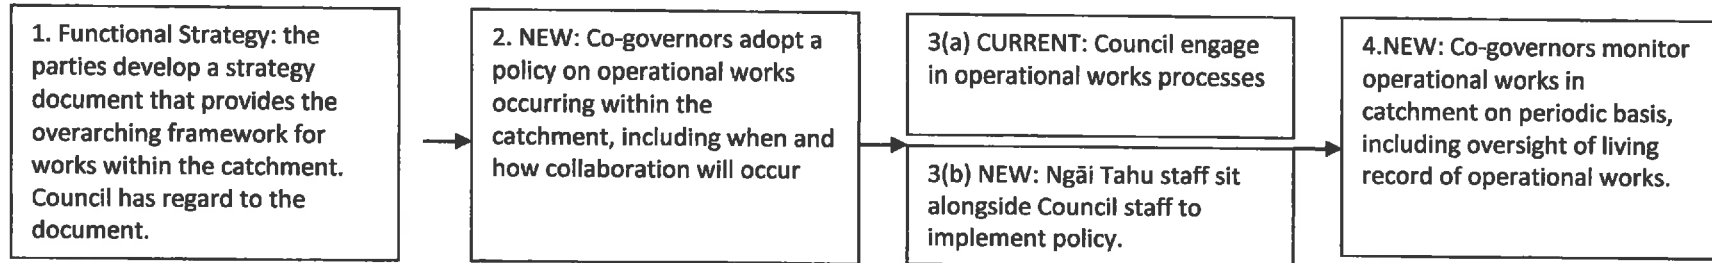 1. Functional Strategy: the
parties develop a strategy
document that provides the
overarching framework for
works within the catchment.
Council has regard to the
document.
2. NEW: Co-governors adopt a
policy on operational works
occurring within the
catchment, including when and
how collaboration will occur
3(a) CURRENT: Council engage
in operational works processes
3(b) NEW: Ngāi Tahu staff sit
alongside Council staff to
implement policy.
4.NEW: Co-governors monitor
operational works in
catchment on periodic basis,
including oversight of living
record of operational works.